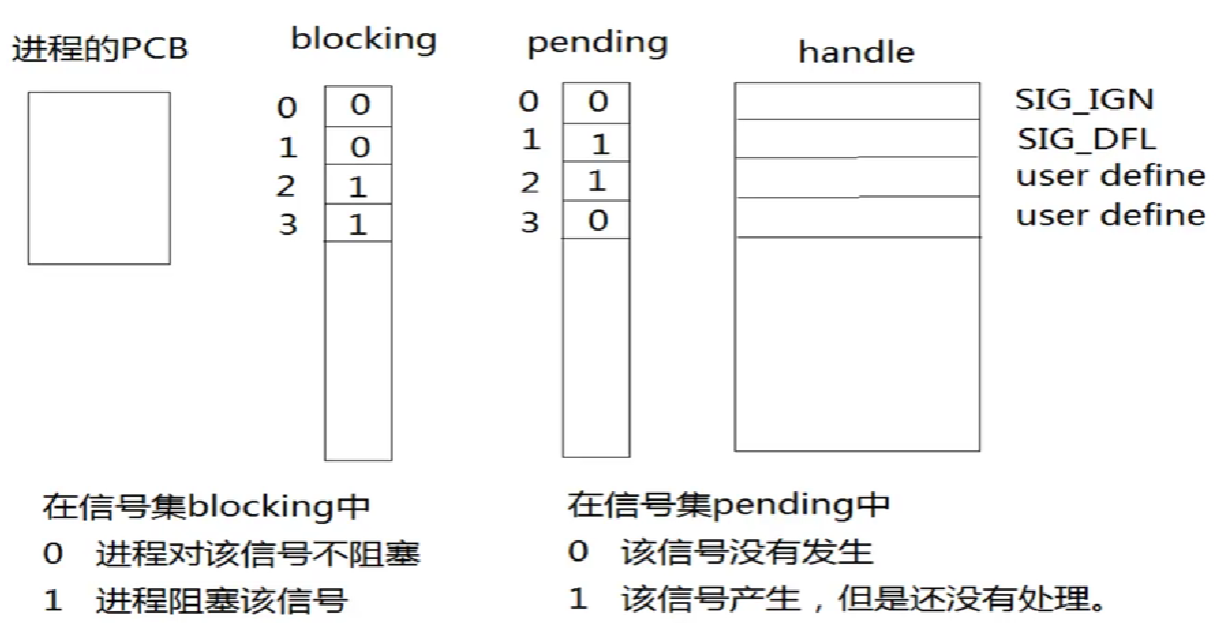 进程的PCB blocking pending handle
0 0 0 0 SIG_IGN
1 0 1 1 SIG_DFL
2 1 2 1 user define
3 1 3 0 user define
在信号集blocking中 在信号集pending中
0 进程对该信号不阻塞 0 该信号没有发生
1 进程阻塞该信号 1 该信号产生，但是还没有处理。